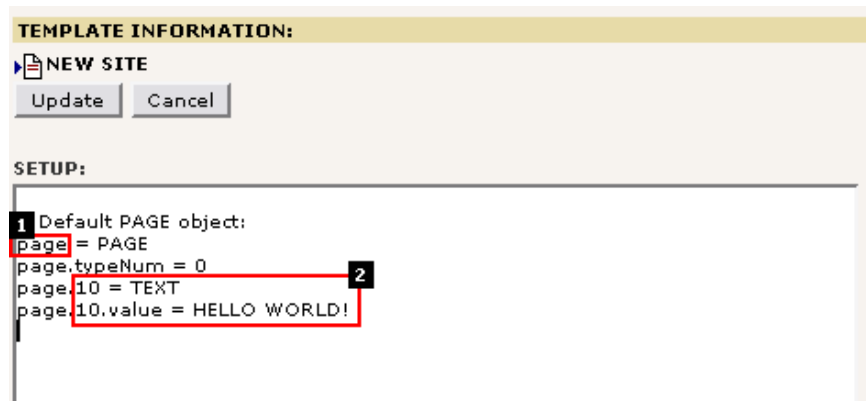 TEMPLATE INFORMATION:
NEW SITE
Update Cancel
SETUP:
1 Default PAGE object:
page = PAGE
page.typeNum = 0
2
page.10 = TEXT
page.10.value = HELLO WORLD!